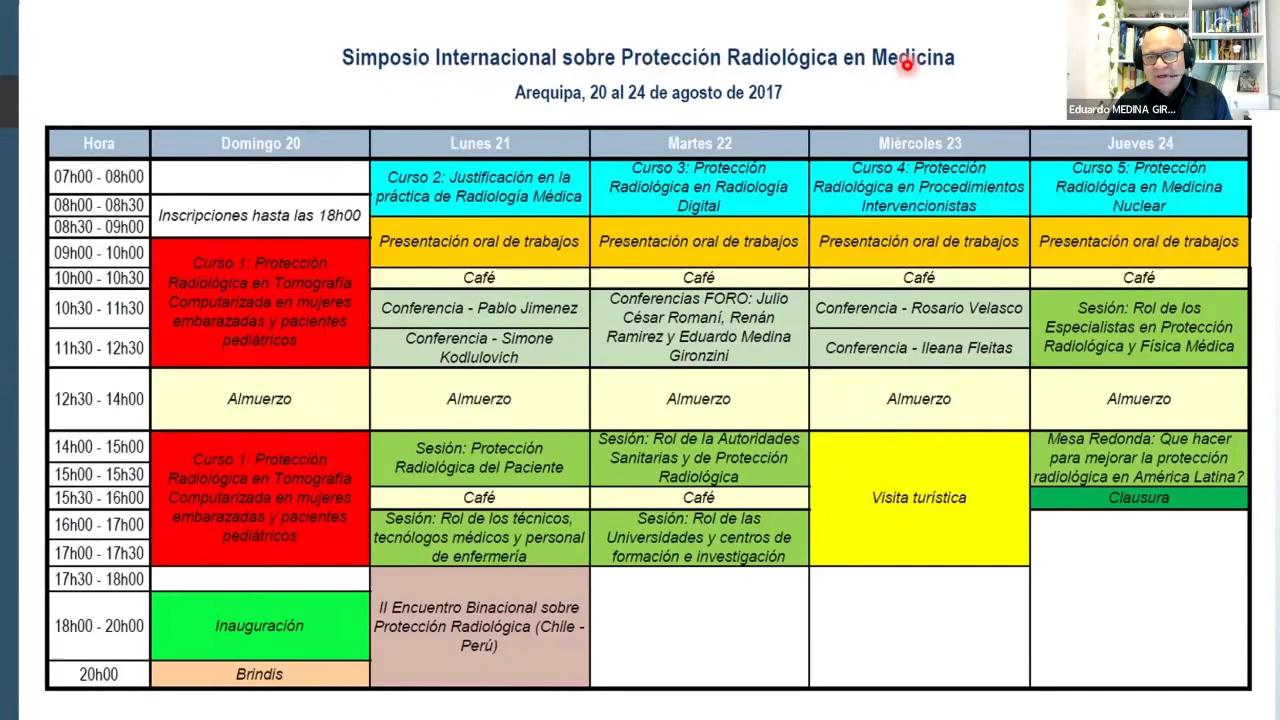 Simposio Internacional sobre Protección Radiológica en Medicina
Arequipa, 20 al 24 de agosto de 2017
Eduardo MEDINA GIR...
Hora
Domingo 20
Lunes 21
Martes 22
Miércoles 23
Jueves 24
07h00 - 08h00
Curso 2: Justificación en la
práctica de Radiología Médica
Curso 3: Protección
Radiológica en Radiología
Digital
Curso 4: Protección
Radiológica en Procedimientos
Intervencionistas
Curso 5: Protección
Radiológica en Medicina
Nuclear
08h00 - 08h30
Inscripciones hasta las 18h00
08h30 - 09h00
Presentación oral de trabajos
Presentación oral de trabajos
Presentación oral de trabajos
Presentación oral de trabajos
09h00 - 10h00
Curso 1: Protección
Radiológica en Tomografía
Computarizada en mujeres
embarazadas y pacientes
pediátricos
10h00 - 10h30
Café
Café
Café
Café
10h30 - 11h30
Conferencia - Pablo Jimenez
Conferencias FORO: Julio
César Romaní, Renán
Ramirez y Eduardo Medina
Gironzini
Conferencia - Rosario Velasco
Sesión: Rol de los
Especialistas en Protección
Radiológica y Física Médica
11h30 - 12h30
Conferencia - Simone
Kodlulovich
Conferencia - Ileana Fleitas
12h30 - 14h00
Almuerzo
Almuerzo
Almuerzo
Almuerzo
Almuerzo
14h00 - 15h00
Curso 1: Protección
Radiológica en Tomografía
Computarizada en mujeres
embarazadas y pacientes
pediátricos
Sesión: Protección
Radiológica del Paciente
Sesión: Rol de la Autoridades
Sanitarias y de Protección
Radiológica
Visita turística
Mesa Redonda: Que hacer
para mejorar la protección
radiológica en América Latina?
15h00 - 15h30
15h30 - 16h00
Café
Café
Clausura
16h00 - 17h00
Sesión: Rol de los técnicos,
tecnólogos médicos y personal
de enfermería
Sesión: Rol de las
Universidades y centros de
formación e investigación
17h00 - 17h30
17h30 - 18h00
II Encuentro Binacional sobre
Protección Radiológica (Chile -
Perú)
18h00 - 20h00
Inauguración
20h00
Brindis